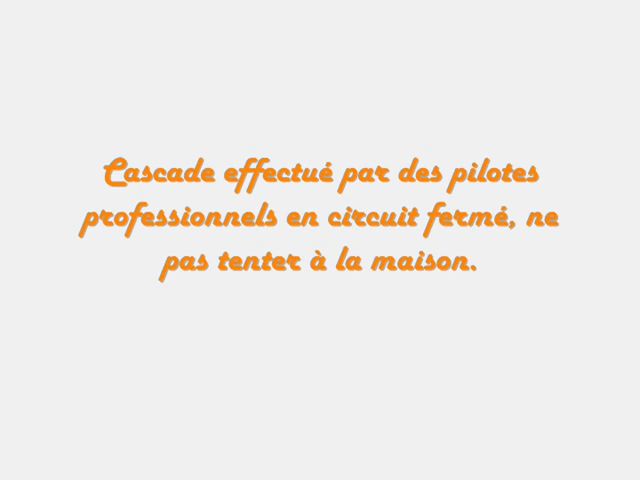 Cascade effectué par des pilotes
professionnels en circuit fermé, ne
pas tenter à la maison.